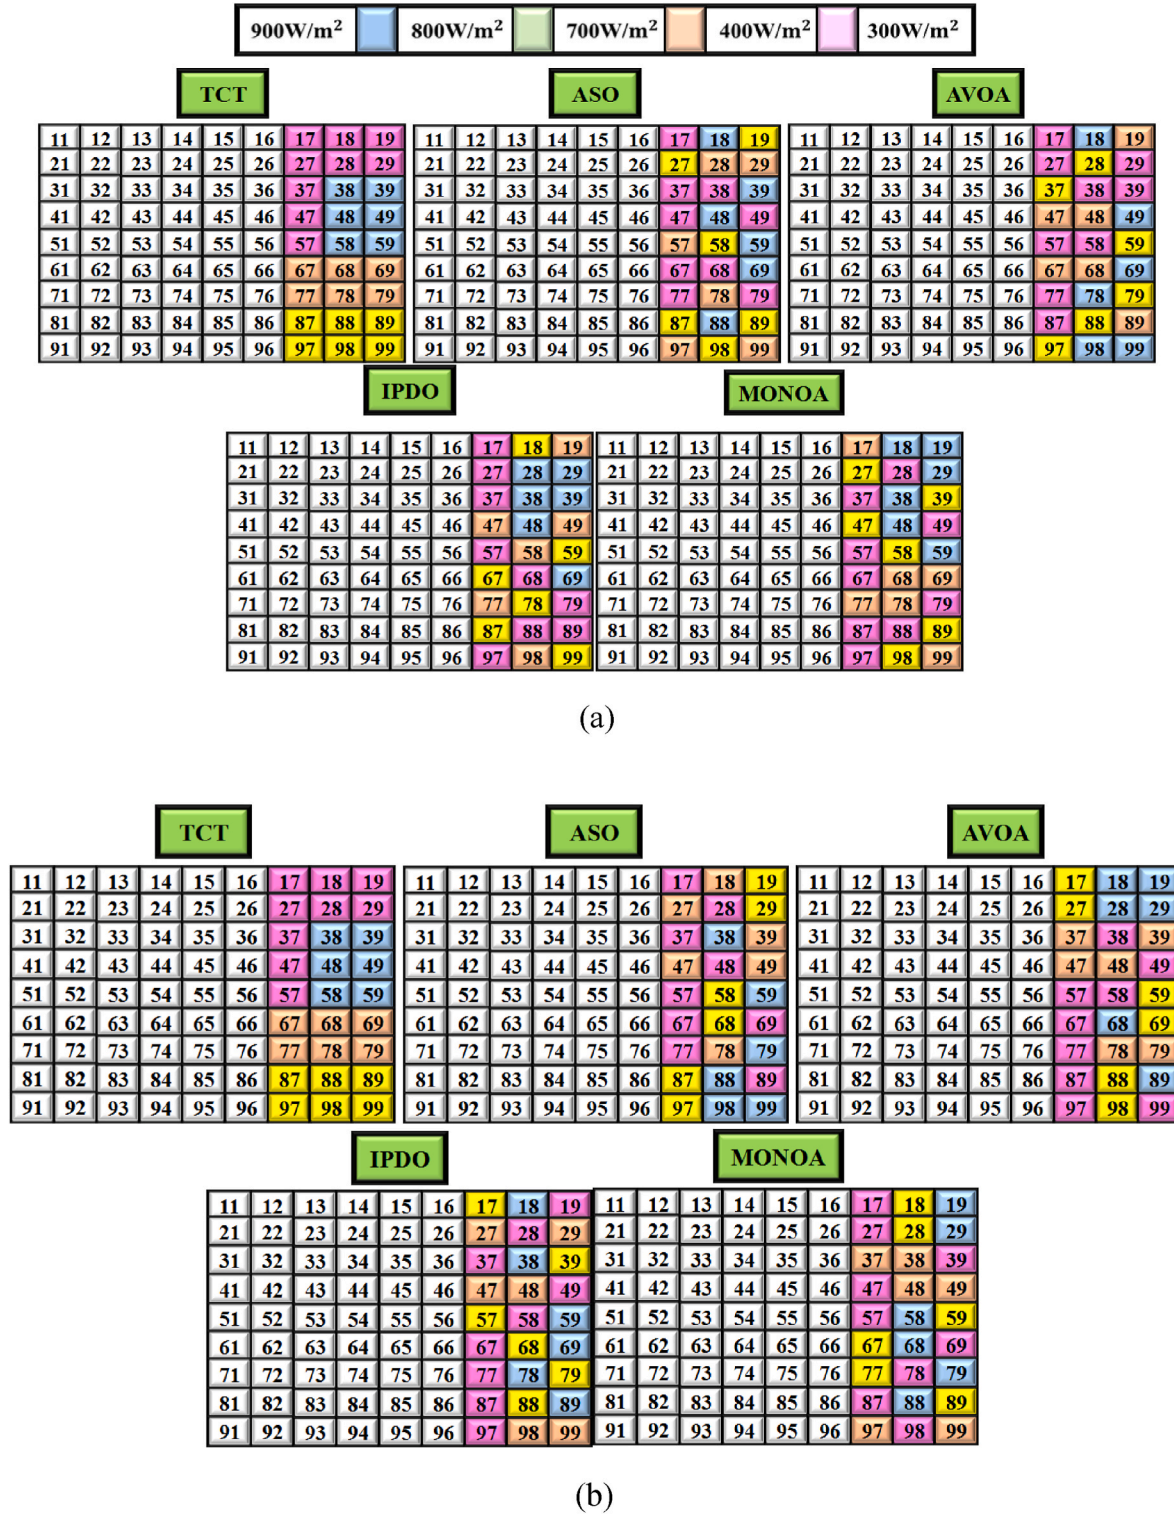 900W/m² 800W/m² 700W/m² 400W/m² 300W/m²
TCT ASO AVOA
11 12 13 14 15 16 17 18 19 11 12 13 14 15 16 17 18 19 11 12 13 14 15 16 17 18 19
21 22 23 24 25 26 27 28 29 21 22 23 24 25 26 27 28 29 21 22 23 24 25 26 27 28 29
31 32 33 34 35 36 37 38 39 31 32 33 34 35 36 37 38 39 31 32 33 34 35 36 37 38 39
41 42 43 44 45 46 47 48 49 41 42 43 44 45 46 47 48 49 41 42 43 44 45 46 47 48 49
51 52 53 54 55 56 57 58 59 51 52 53 54 55 56 57 58 59 51 52 53 54 55 56 57 58 59
61 62 63 64 65 66 67 68 69 61 62 63 64 65 66 67 68 69 61 62 63 64 65 66 67 68 69
71 72 73 74 75 76 77 78 79 71 72 73 74 75 76 77 78 79 71 72 73 74 75 76 77 78 79
81 82 83 84 85 86 87 88 89 81 82 83 84 85 86 87 88 89 81 82 83 84 85 86 87 88 89
91 92 93 94 95 96 97 98 99 91 92 93 94 95 96 97 98 99 91 92 93 94 95 96 97 98 99
IPDO MONOA
11 12 13 14 15 16 17 18 19 11 12 13 14 15 16 17 18 19
21 22 23 24 25 26 27 28 29 21 22 23 24 25 26 27 28 29
31 32 33 34 35 36 37 38 39 31 32 33 34 35 36 37 38 39
41 42 43 44 45 46 47 48 49 41 42 43 44 45 46 47 48 49
51 52 53 54 55 56 57 58 59 51 52 53 54 55 56 57 58 59
61 62 63 64 65 66 67 68 69 61 62 63 64 65 66 67 68 69
71 72 73 74 75 76 77 78 79 71 72 73 74 75 76 77 78 79
81 82 83 84 85 86 87 88 89 81 82 83 84 85 86 87 88 89
91 92 93 94 95 96 97 98 99 91 92 93 94 95 96 97 98 99
(a)
TCT ASO AVOA
11 12 13 14 15 16 17 18 19 11 12 13 14 15 16 17 18 19 11 12 13 14 15 16 17 18 19
21 22 23 24 25 26 27 28 29 21 22 23 24 25 26 27 28 29 21 22 23 24 25 26 27 28 29
31 32 33 34 35 36 37 38 39 31 32 33 34 35 36 37 38 39 31 32 33 34 35 36 37 38 39
41 42 43 44 45 46 47 48 49 41 42 43 44 45 46 47 48 49 41 42 43 44 45 46 47 48 49
51 52 53 54 55 56 57 58 59 51 52 53 54 55 56 57 58 59 51 52 53 54 55 56 57 58 59
61 62 63 64 65 66 67 68 69 61 62 63 64 65 66 67 68 69 61 62 63 64 65 66 67 68 69
71 72 73 74 75 76 77 78 79 71 72 73 74 75 76 77 78 79 71 72 73 74 75 76 77 78 79
81 82 83 84 85 86 87 88 89 81 82 83 84 85 86 87 88 89 81 82 83 84 85 86 87 88 89
91 92 93 94 95 96 97 98 99 91 92 93 94 95 96 97 98 99 91 92 93 94 95 96 97 98 99
IPDO MONOA
11 12 13 14 15 16 17 18 19 11 12 13 14 15 16 17 18 19
21 22 23 24 25 26 27 28 29 21 22 23 24 25 26 27 28 29
31 32 33 34 35 36 37 38 39 31 32 33 34 35 36 37 38 39
41 42 43 44 45 46 47 48 49 41 42 43 44 45 46 47 48 49
51 52 53 54 55 56 57 58 59 51 52 53 54 55 56 57 58 59
61 62 63 64 65 66 67 68 69 61 62 63 64 65 66 67 68 69
71 72 73 74 75 76 77 78 79 71 72 73 74 75 76 77 78 79
81 82 83 84 85 86 87 88 89 81 82 83 84 85 86 87 88 89
91 92 93 94 95 96 97 98 99 91 92 93 94 95 96 97 98 99
(b)